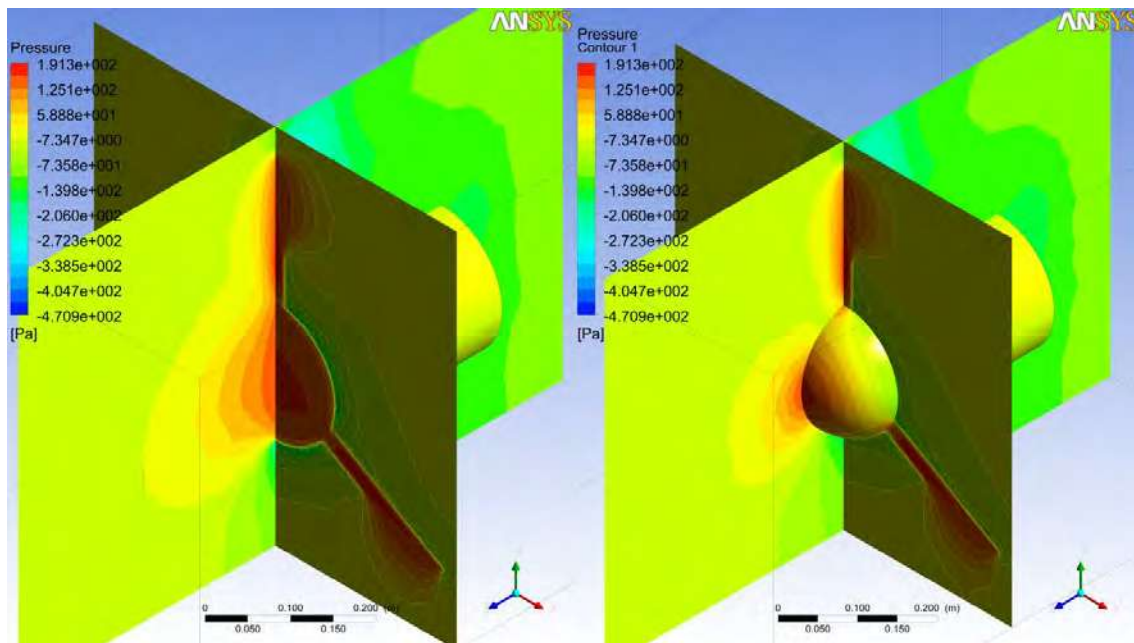 ANSYS
Pressure
1.913e+002
1.251e+002
5.888e+001
-7.347e+000
-7.358e+001
-1.398e+002
-2.060e+002
-2.723e+002
-3.385e+002
-4.047e+002
-4.709e+002
[Pa]
0 0.100 0.200 (m)
0.050 0.150
ANSYS
Pressure
Contour 1
1.913e+002
1.251e+002
5.888e+001
-7.347e+000
-7.358e+001
-1.398e+002
-2.060e+002
-2.723e+002
-3.385e+002
-4.047e+002
-4.709e+002
[Pa]
0 0.100 0.200 (m)
0.050 0.150